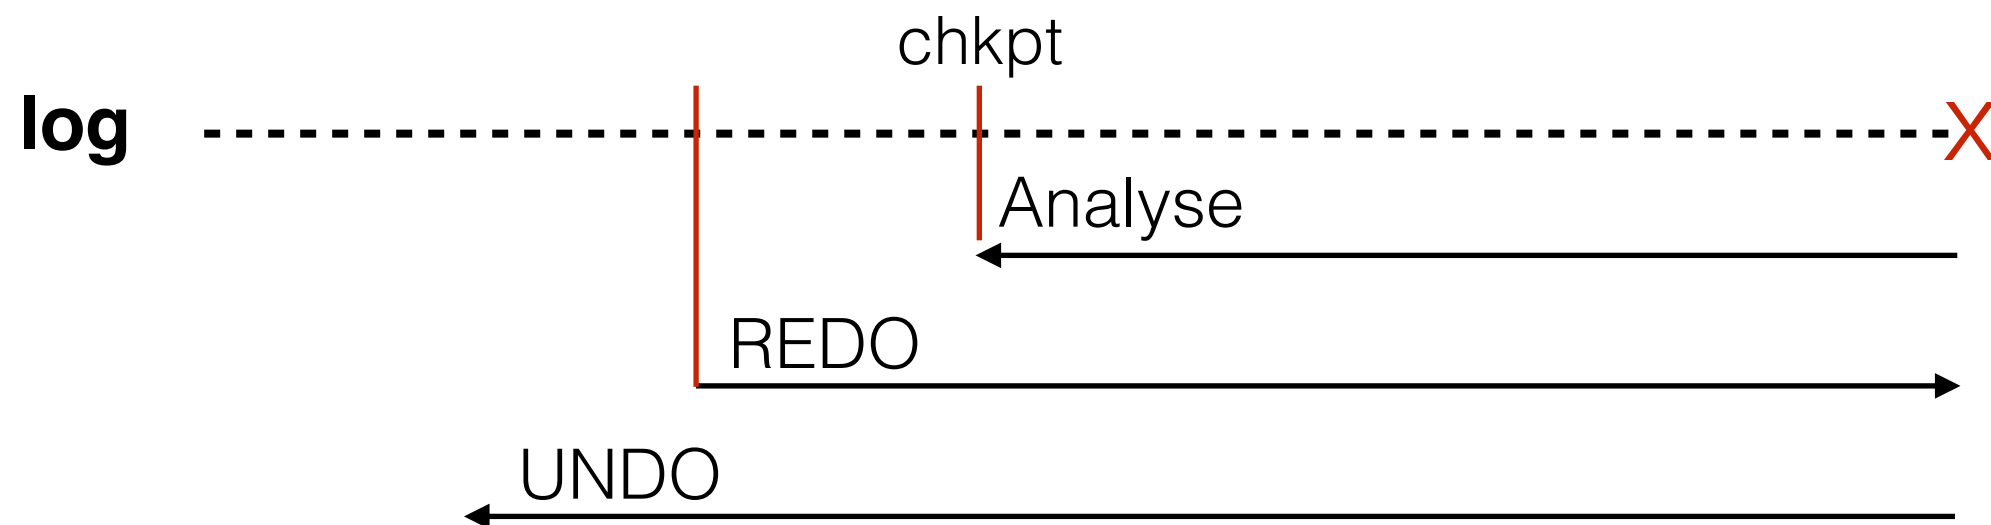 chkpt
log
X
Analyse
REDO
UNDO